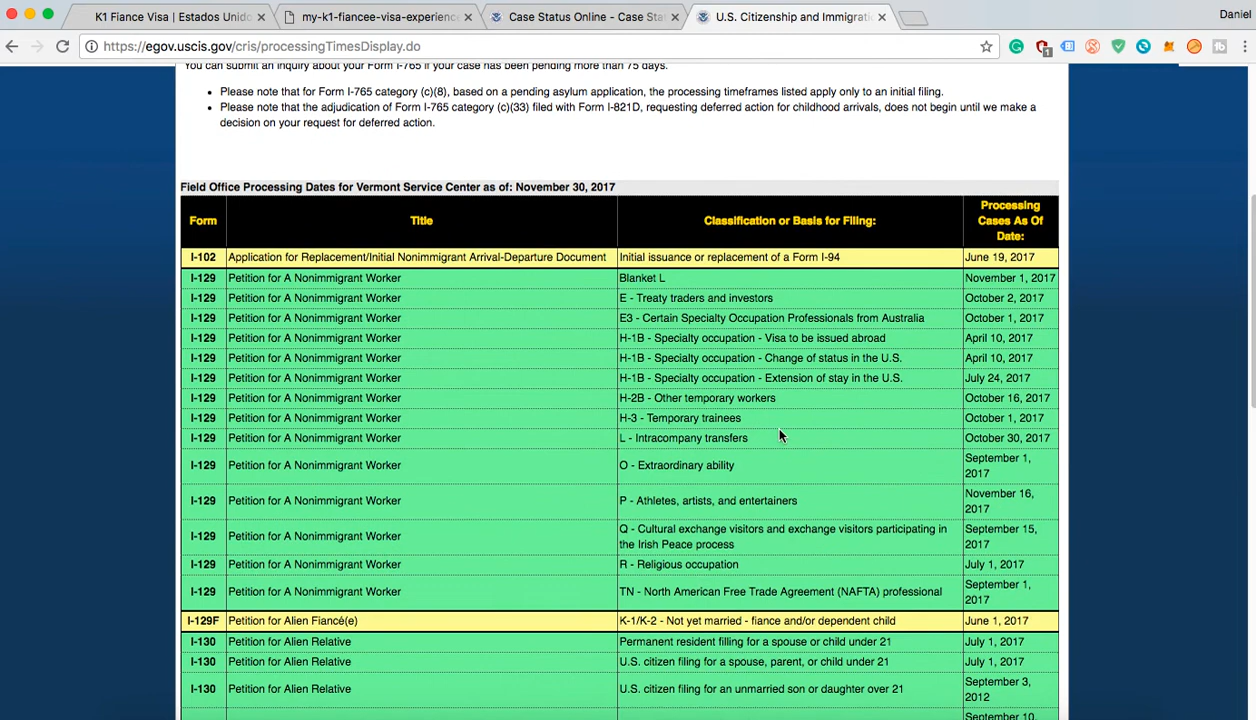 K1 Fiance Visa | Estados Unido
my-k1-fiancee-visa-experience
Case Status Online - Case Stat
U.S. Citizenship and Immigrati
Daniel
https://egov.uscis.gov/cris/processingTimesDisplay.do
You can submit an inquiry about your Form I-765 if your case has been pending more than 75 days.
Please note that for Form I-765 category (c)(8), based on a pending asylum application, the processing timeframes listed apply only to an initial filing.
Please note that the adjudication of Form I-765 category (c)(33) filed with Form I-821D, requesting deferred action for childhood arrivals, does not begin until we make a
decision on your request for deferred action.
Field Office Processing Dates for Vermont Service Center as of: November 30, 2017
Form Title Classification or Basis for Filing: Processing
Cases As Of
Date:
I-102 Application for Replacement/Initial Nonimmigrant Arrival-Departure Document Initial issuance or replacement of a Form I-94 June 19, 2017
I-129 Petition for A Nonimmigrant Worker Blanket L November 1, 2017
I-129 Petition for A Nonimmigrant Worker E - Treaty traders and investors October 2, 2017
I-129 Petition for A Nonimmigrant Worker E3 - Certain Specialty Occupation Professionals from Australia October 1, 2017
I-129 Petition for A Nonimmigrant Worker H-1B - Specialty occupation - Visa to be issued abroad April 10, 2017
I-129 Petition for A Nonimmigrant Worker H-1B - Specialty occupation - Change of status in the U.S. April 10, 2017
I-129 Petition for A Nonimmigrant Worker H-1B - Specialty occupation - Extension of stay in the U.S. July 24, 2017
I-129 Petition for A Nonimmigrant Worker H-2B - Other temporary workers October 16, 2017
I-129 Petition for A Nonimmigrant Worker H-3 - Temporary trainees October 1, 2017
I-129 Petition for A Nonimmigrant Worker L - Intracompany transfers October 30, 2017
I-129 Petition for A Nonimmigrant Worker O - Extraordinary ability September 1,
2017
I-129 Petition for A Nonimmigrant Worker P - Athletes, artists, and entertainers November 16,
2017
I-129 Petition for A Nonimmigrant Worker Q - Cultural exchange visitors and exchange visitors participating in
the Irish Peace process September 15,
2017
I-129 Petition for A Nonimmigrant Worker R - Religious occupation July 1, 2017
I-129 Petition for A Nonimmigrant Worker TN - North American Free Trade Agreement (NAFTA) professional September 1,
2017
I-129F Petition for Alien Fiancé(e) K-1/K-2 - Not yet married - fiance and/or dependent child June 1, 2017
I-130 Petition for Alien Relative Permanent resident filling for a spouse or child under 21 July 1, 2017
I-130 Petition for Alien Relative U.S. citizen filing for a spouse, parent, or child under 21 July 1, 2017
I-130 Petition for Alien Relative U.S. citizen filing for an unmarried son or daughter over 21 September 3,
2012
September 10,